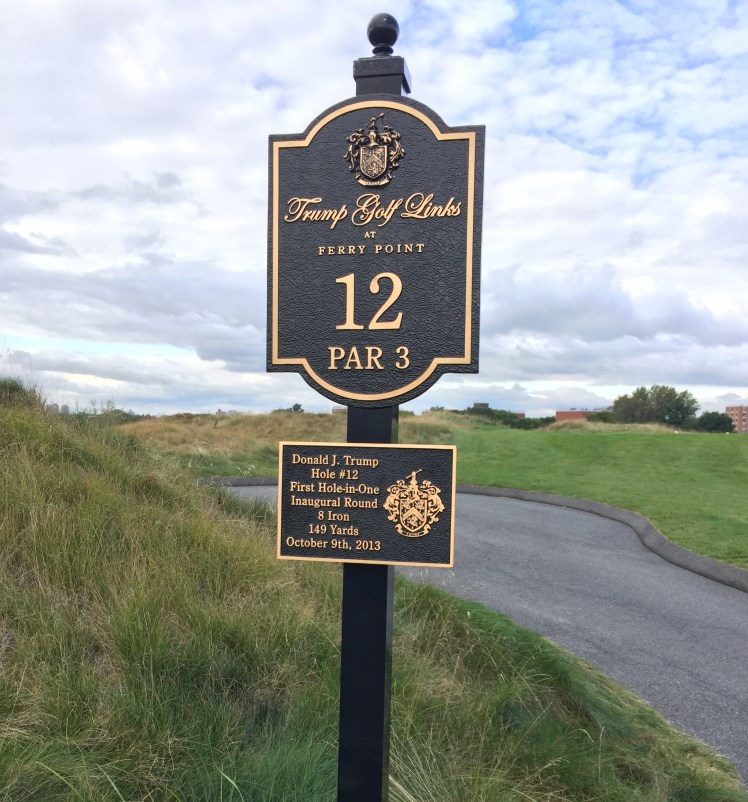 Trump Golf Links
AT
FERRY POINT
12
PAR 3
Donald J. Trump
Hole #12
First Hole-in-One
Inaugural Round
8 Iron
149 Yards
October 9th, 2013